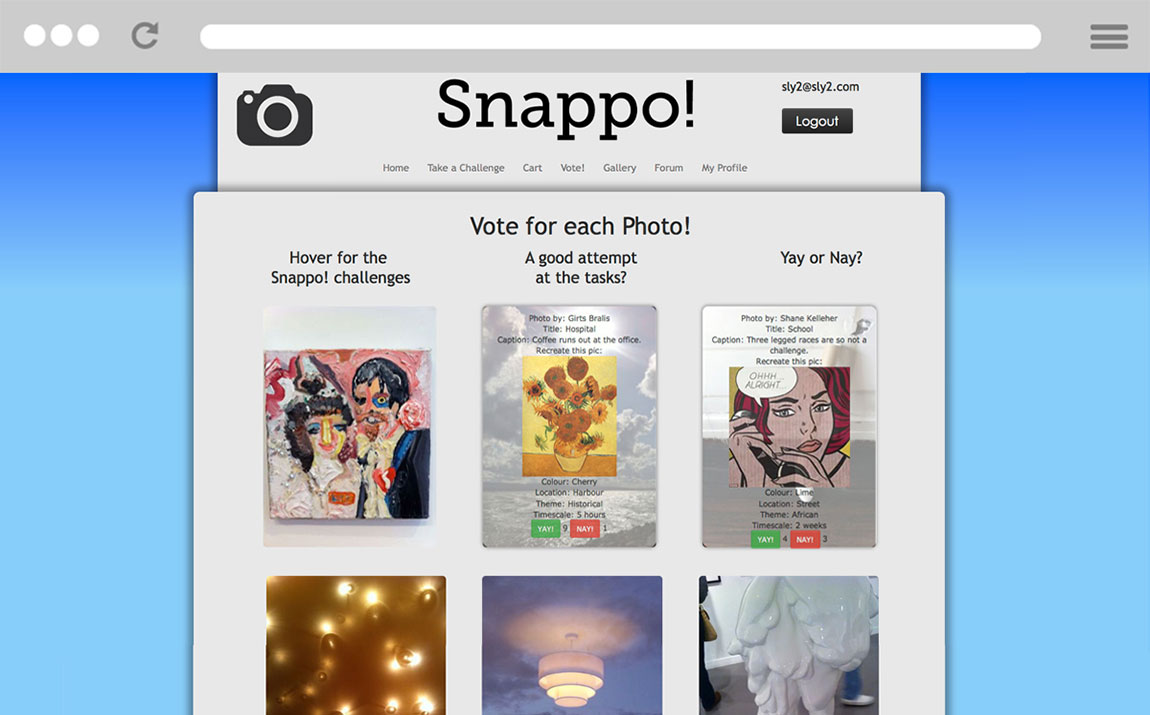 Snappo!
sly2@sly2.com
Logout
Home Take a Challenge Cart Vote! Gallery Forum My Profile
Vote for each Photo!
Hover for the
Snappo! challenges
A good attempt
at the tasks?
Yay or Nay?
Photo by: Girts Bralis
Title: Hospital
Caption: Coffee runs out at the office.
Recreate this pic:
Colour: Cherry
Location: Harbour
Theme: Historical
Timescale: 5 hours
YAY! 9 NAY! 1
Photo by: Shane Kelleher
Title: School
Caption: Three legged races are so not a
challenge.
Recreate this pic:
OHHH...
ALRIGHT...
Colour: Lime
Location: Street
Theme: African
Timescale: 2 weeks
YAY! 4 NAY! 3